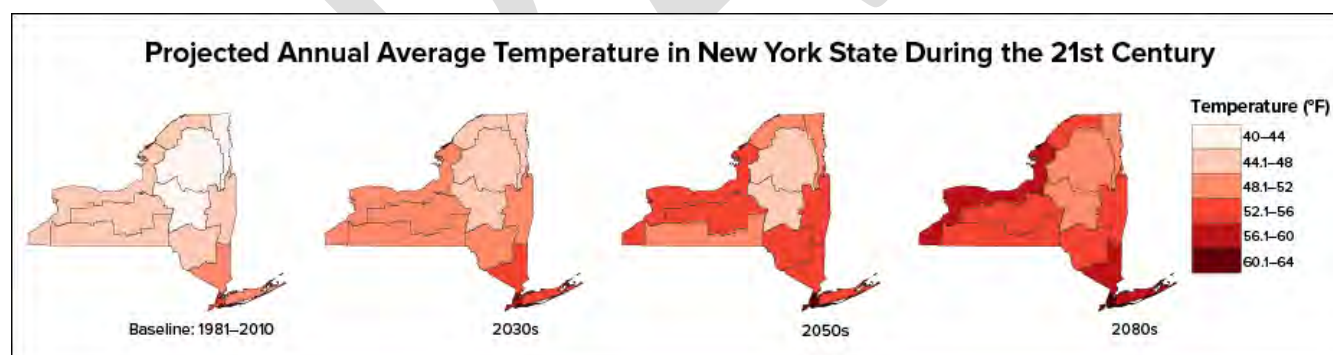 Projected Annual Average Temperature in New York State During the 21st Century
Temperature (°F)
40–44
44.1–48
48.1–52
52.1–56
56.1–60
60.1–64
Baseline: 1981–2010
2030s
2050s
2080s